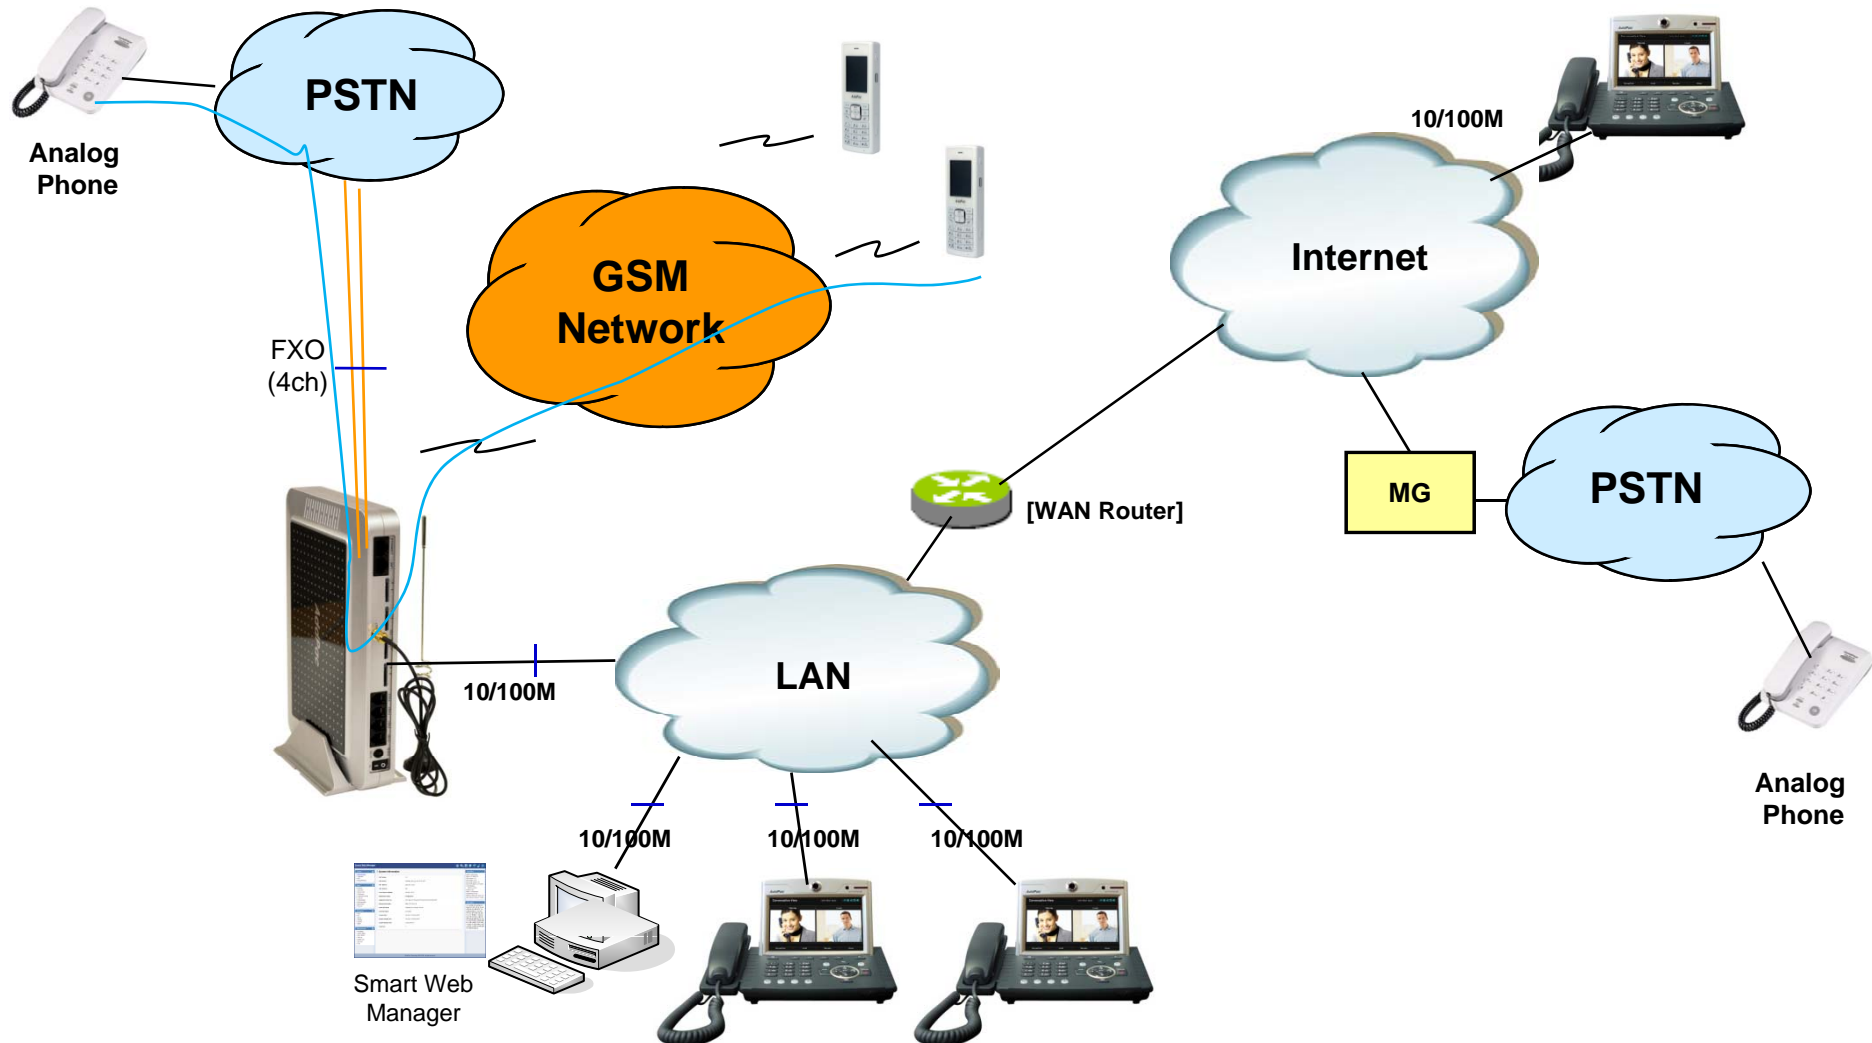 PSTN
Analog
Phone
10/100M
GSM
Network
Internet
FXO
(4ch)
MG
PSTN
[WAN Router]
LAN
10/100M
10/100M
10/100M
10/100M
Analog
Phone
Smart Web
Manager